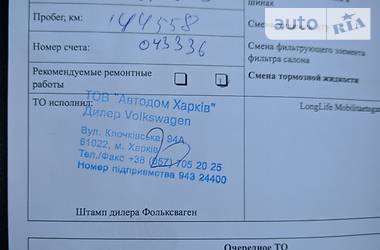 Пробег, км: 144558
шинах
Номер счета: 043336
Смена фильтрующего элемента
фильтра салона
Рекомендуемые ремонтные
работы
Смена тормозной жидкости
ТО исполнил:
ТОВ "Автодом Харків"
Дилер Volkswagen
Вул. Клочківська, 94А
61022, м. Харків
Тел./Факс +38 (057) 705 20 25
Номер підприємства 943 24400
LongLife Mobilitaetsga
Штамп дилера Фольксваген
Очередное ТО
auto RIA